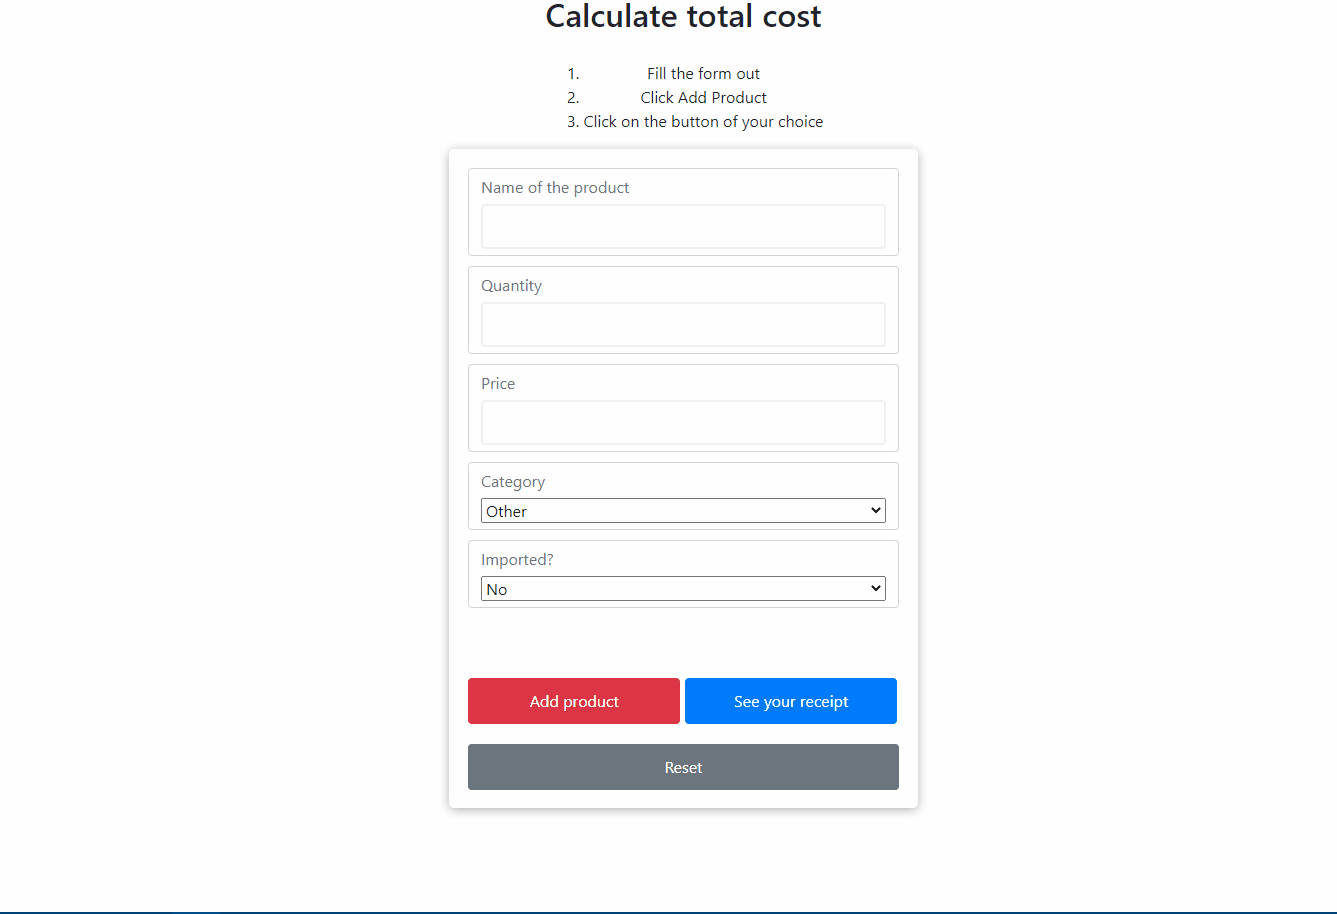 Calculate total cost
1. Fill the form out
2. Click Add Product
3. Click on the button of your choice
Name of the product
Quantity
Price
Category
Other
Imported?
No
Add product See your receipt
Reset